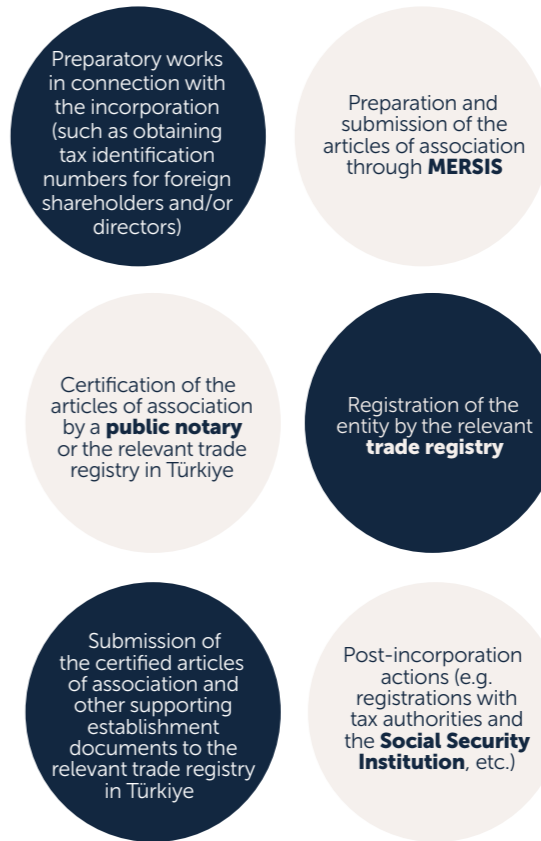 Preparatory works
in connection with
the incorporation
(such as obtaining
tax identification
numbers for foreign
shareholders and/or
directors)
Preparation and
submission of the
articles of association
through MERSIS
Certification of the
articles of association
by a public notary
or the relevant trade
registry in Türkiye
Registration of the
entity by the relevant
trade registry
Submission of
the certified articles
of association and
other supporting
establishment
documents to the
relevant trade registry
in Türkiye
Post-incorporation
actions (e.g.
registrations with
tax authorities and
the Social Security
Institution, etc.)